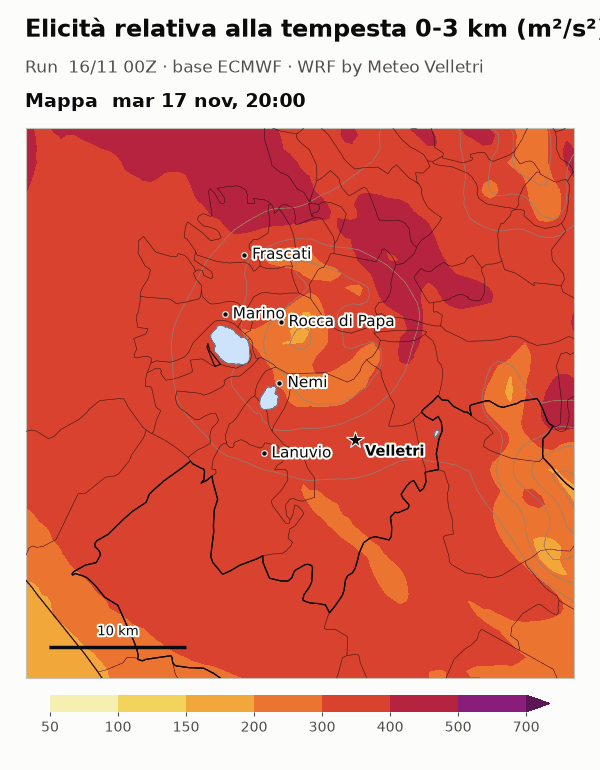 Elicità relativa alla tempesta 0-3 km (m²/s²)
Run  16/11 00Z · base ECMWF · WRF by Meteo Velletri
Mappa  mar 17 nov, 20:00
Frascati
Marino
Rocca di Papa
Nemi
Velletri
Lanuvio
10 km
50 100 150 200 300 400 500 700